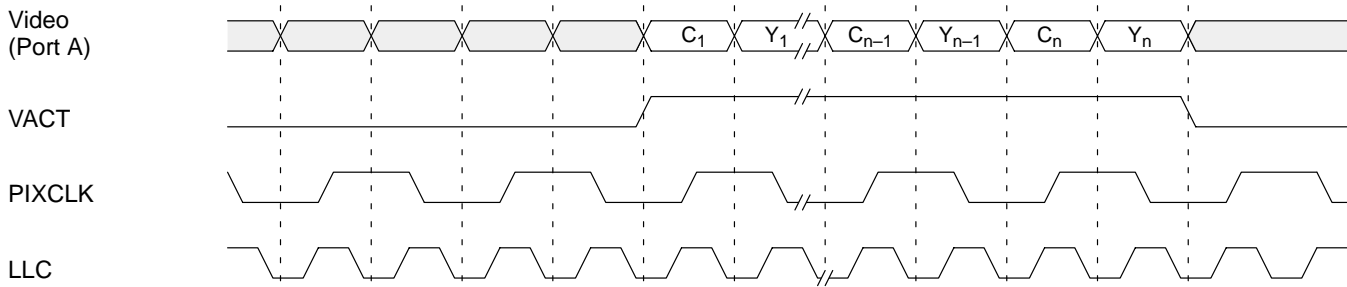 Video
(Port A)
C₁ Y₁ Cₙ₋₁ Yₙ₋₁ Cₙ Yₙ
VACT
PIXCLK
LLC